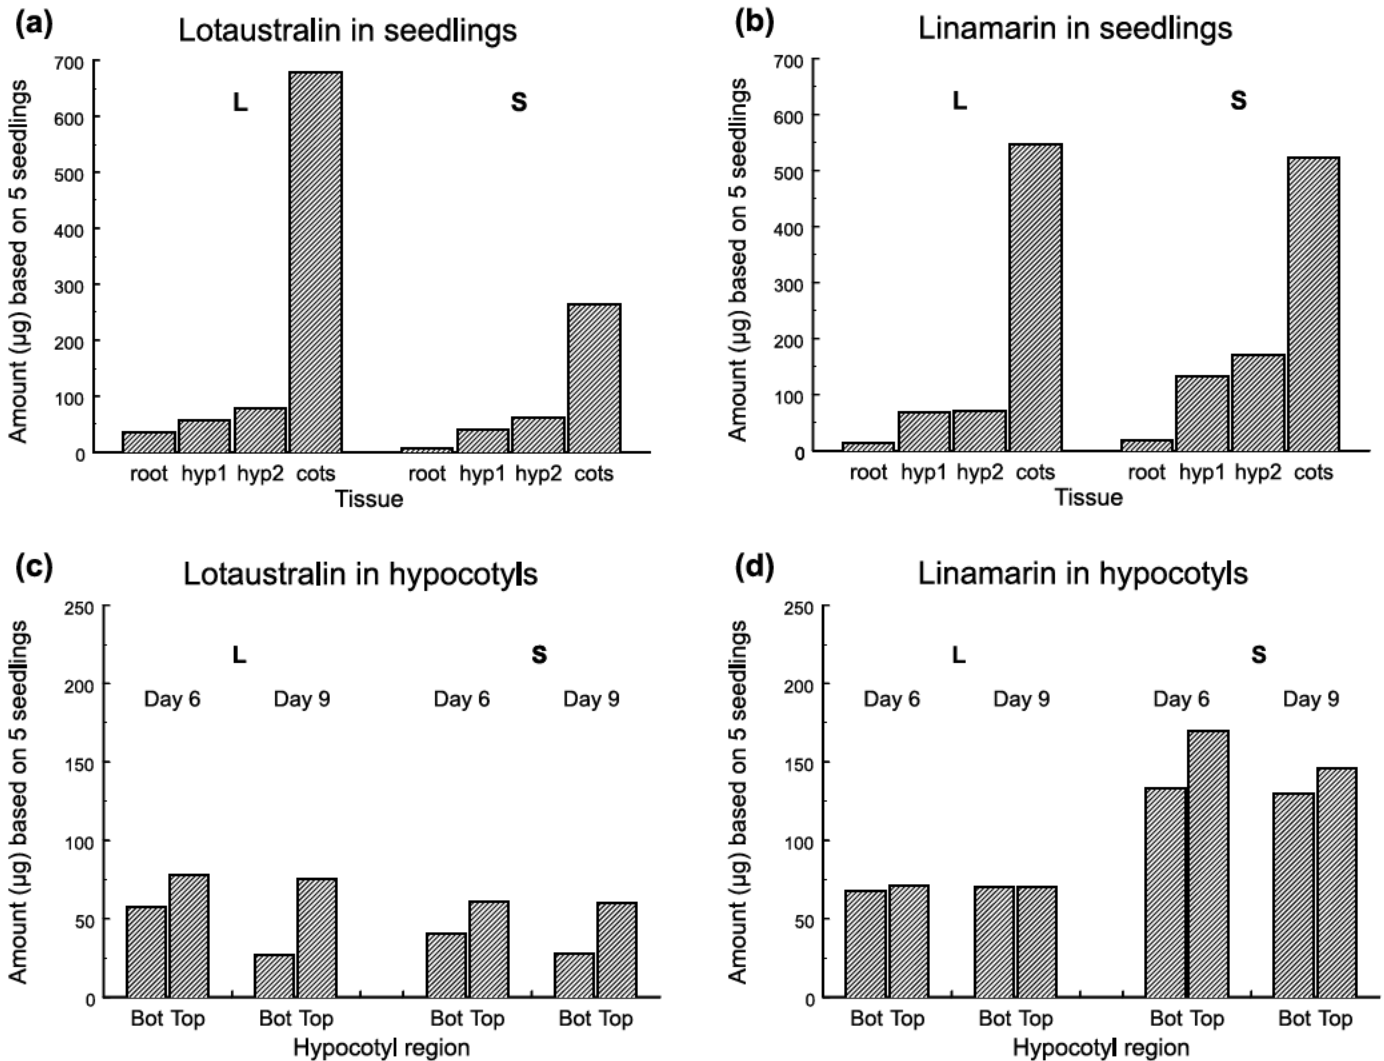 (a)
Lotaustralin in seedlings
Amount (µg) based on 5 seedlings
700
600
500
400
300
200
100
0
L
S
root hyp1 hyp2 cots
root hyp1 hyp2 cots
Tissue
(b)
Linamarin in seedlings
Amount (µg) based on 5 seedlings
700
600
500
400
300
200
100
0
L
S
root hyp1 hyp2 cots
root hyp1 hyp2 cots
Tissue
(c)
Lotaustralin in hypocotyls
Amount (µg) based on 5 seedlings
250
200
150
100
50
0
L
S
Day 6
Day 9
Day 6
Day 9
Bot Top
Bot Top
Bot Top
Bot Top
Hypocotyl region
(d)
Linamarin in hypocotyls
Amount (µg) based on 5 seedlings
250
200
150
100
50
0
L
S
Day 6
Day 9
Day 6
Day 9
Bot Top
Bot Top
Bot Top
Bot Top
Hypocotyl region